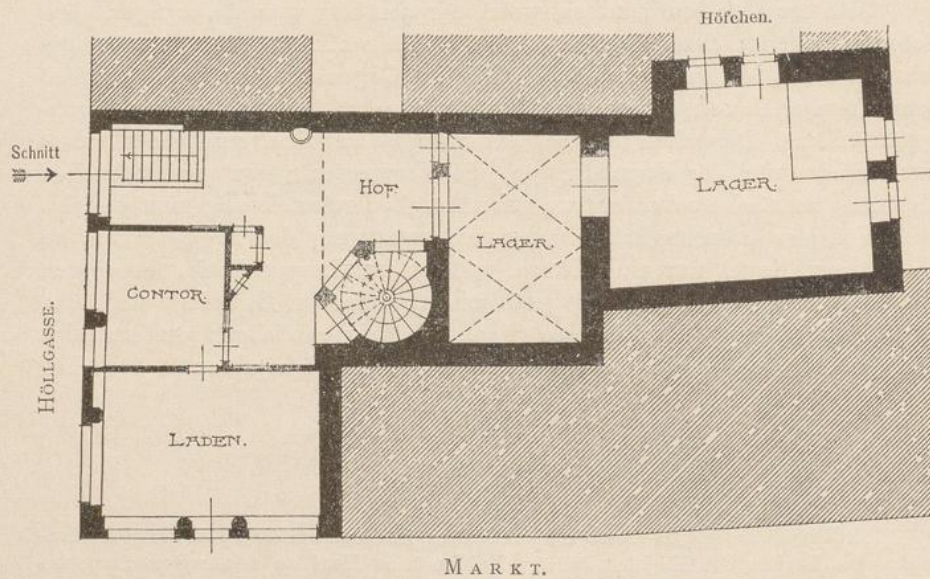 Höfchen.
Schnitt
HOF
LAGER.
LAGER.
CONTOR.
HÖLLGASSE.
LADEN.
MARKT.